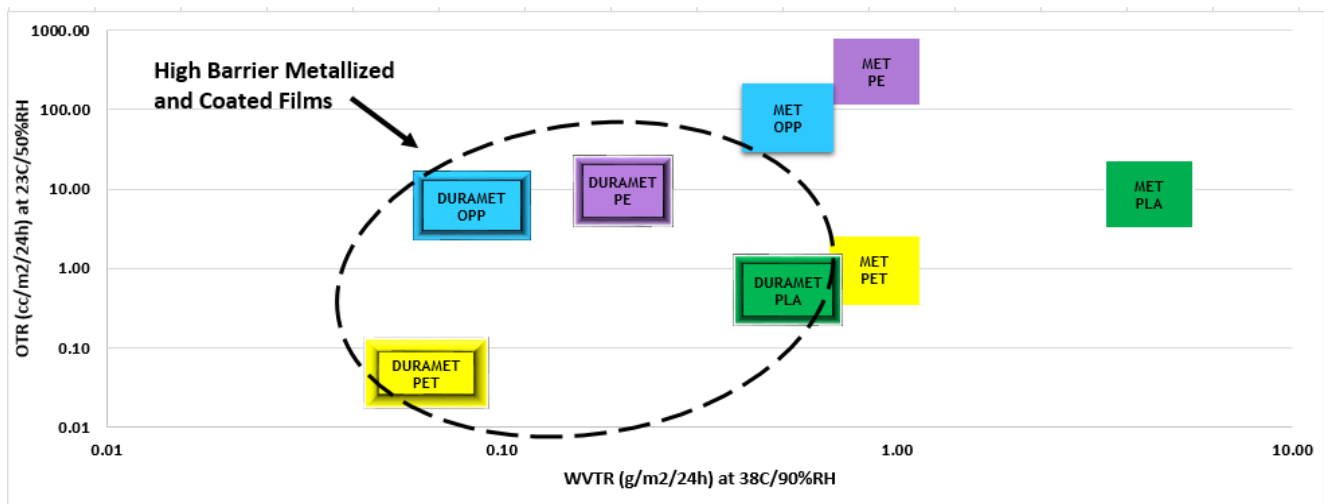 1000.00
High Barrier Metallized
and Coated Films
MET
PE
100.00
MET
OPP
10.00
DURAMET
OPP
DURAMET
PE
MET
PLA
1.00
DURAMET
PLA
MET
PET
0.10
DURAMET
PET
0.01
OTR (cc/m2/24h) at 23C/50%RH
0.01
0.10
1.00
10.00
WVTR (g/m2/24h) at 38C/90%RH